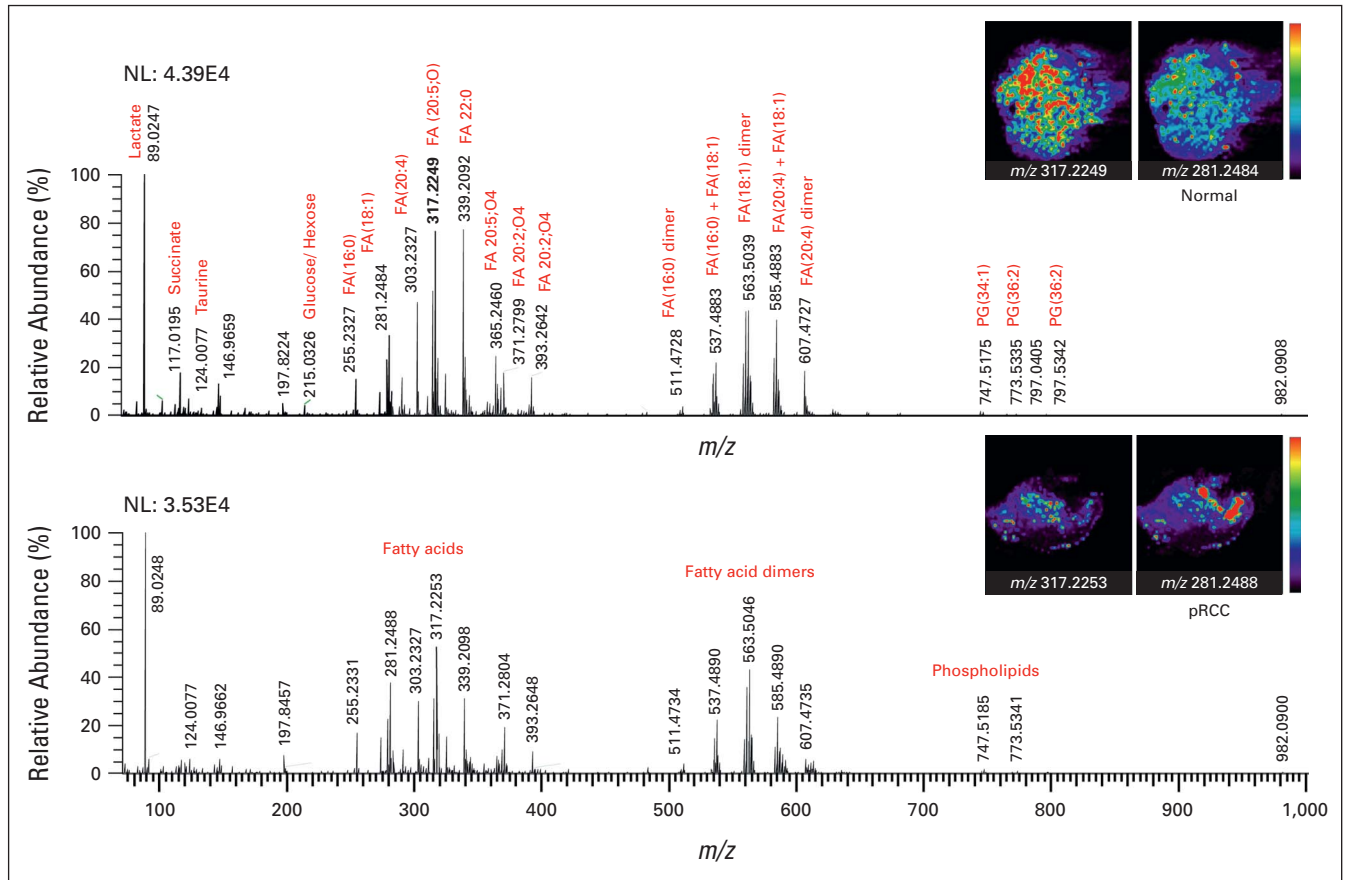 NL: 4.39E4
Relative Abundance (%)
100
80
60
40
20
0
Lactate
89.0247
Succinate
117.0195
Taurine
124.0077
146.9659
197.8224
Glucose/ Hexose
215.0326
FA(16:0)
255.2327
FA(18:1)
281.2484
FA(20:4)
303.2327
FA (20:5;O)
317.2249
FA 22:0
339.2092
FA 20:5;O4
365.2460
FA 20:2;O4
371.2799
FA 20:2;O4
393.2642
FA(16:0) dimer
511.4728
FA(16:0) + FA(18:1)
537.4883
FA(18:1) dimer
563.5039
FA(20:4) + FA(18:1)
585.4883
FA(20:4) dimer
607.4727
PG(34:1)
747.5175
PG(36:2)
773.5335
797.0405
PG(36:2)
797.5342
982.0908
m/z
m/z 317.2249
m/z 281.2484
Normal
NL: 3.53E4
Relative Abundance (%)
100
80
60
40
20
0
89.0248
124.0077
146.9662
197.8457
Fatty acids
255.2331
281.2488
303.2327
317.2253
339.2098
371.2804
393.2648
Fatty acid dimers
511.4734
537.4890
563.5046
585.4890
607.4735
Phospholipids
747.5185
773.5341
982.0900
m/z 317.2253
m/z 281.2488
pRCC
100 200 300 400 500 600 700 800 900 1,000
m/z